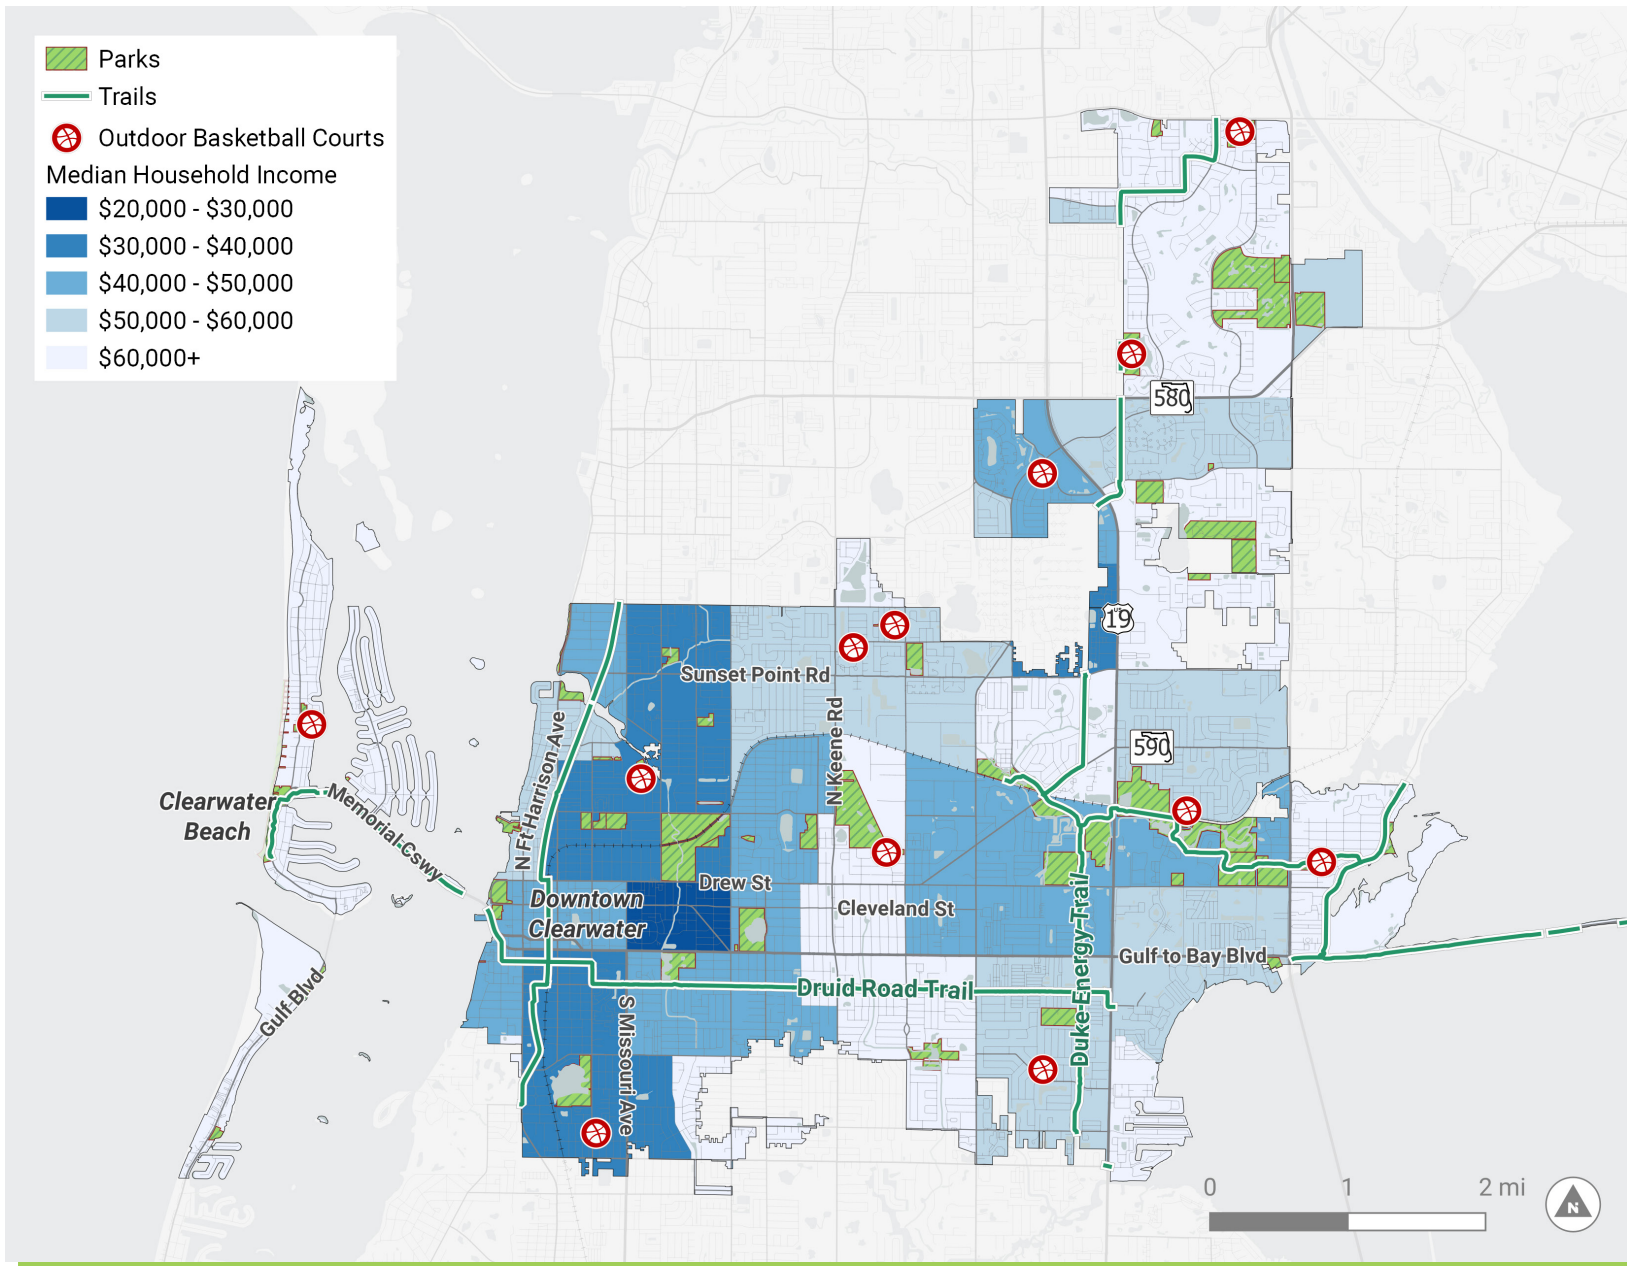 Parks
Trails
Outdoor Basketball Courts
Median Household Income
$20,000 - $30,000
$30,000 - $40,000
$40,000 - $50,000
$50,000 - $60,000
$60,000+
580
US
19
Sunset Point Rd
N Keene Rd
590
N Ft Harrison Ave
Clearwater
Beach
Memorial Cswy
Drew St
Downtown
Clearwater
Cleveland St
Gulf to Bay Blvd
Druid Road Trail
Duke Energy Trail
Gulf Blvd
S Missouri Ave
0 1 2 mi
N